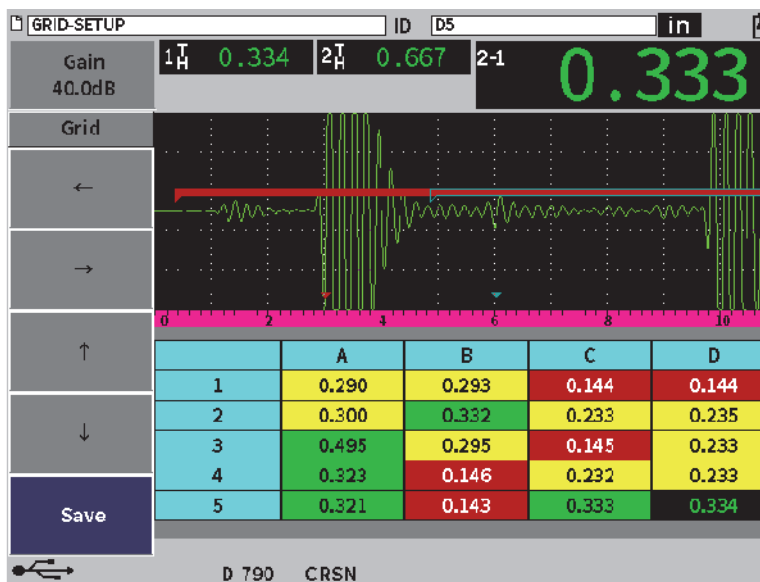 GRID-SETUP ID D5 in
Gain
40.0dB
1TH 0.334 2TH 0.667 2-1 0.333
Grid
←
→
↑
↓
Save
0 2 4 6 8 10
A B C D
1 0.290 0.293 0.144 0.144
2 0.300 0.332 0.233 0.235
3 0.495 0.295 0.145 0.233
4 0.323 0.146 0.232 0.233
5 0.321 0.143 0.333 0.334
D 790 CRSN